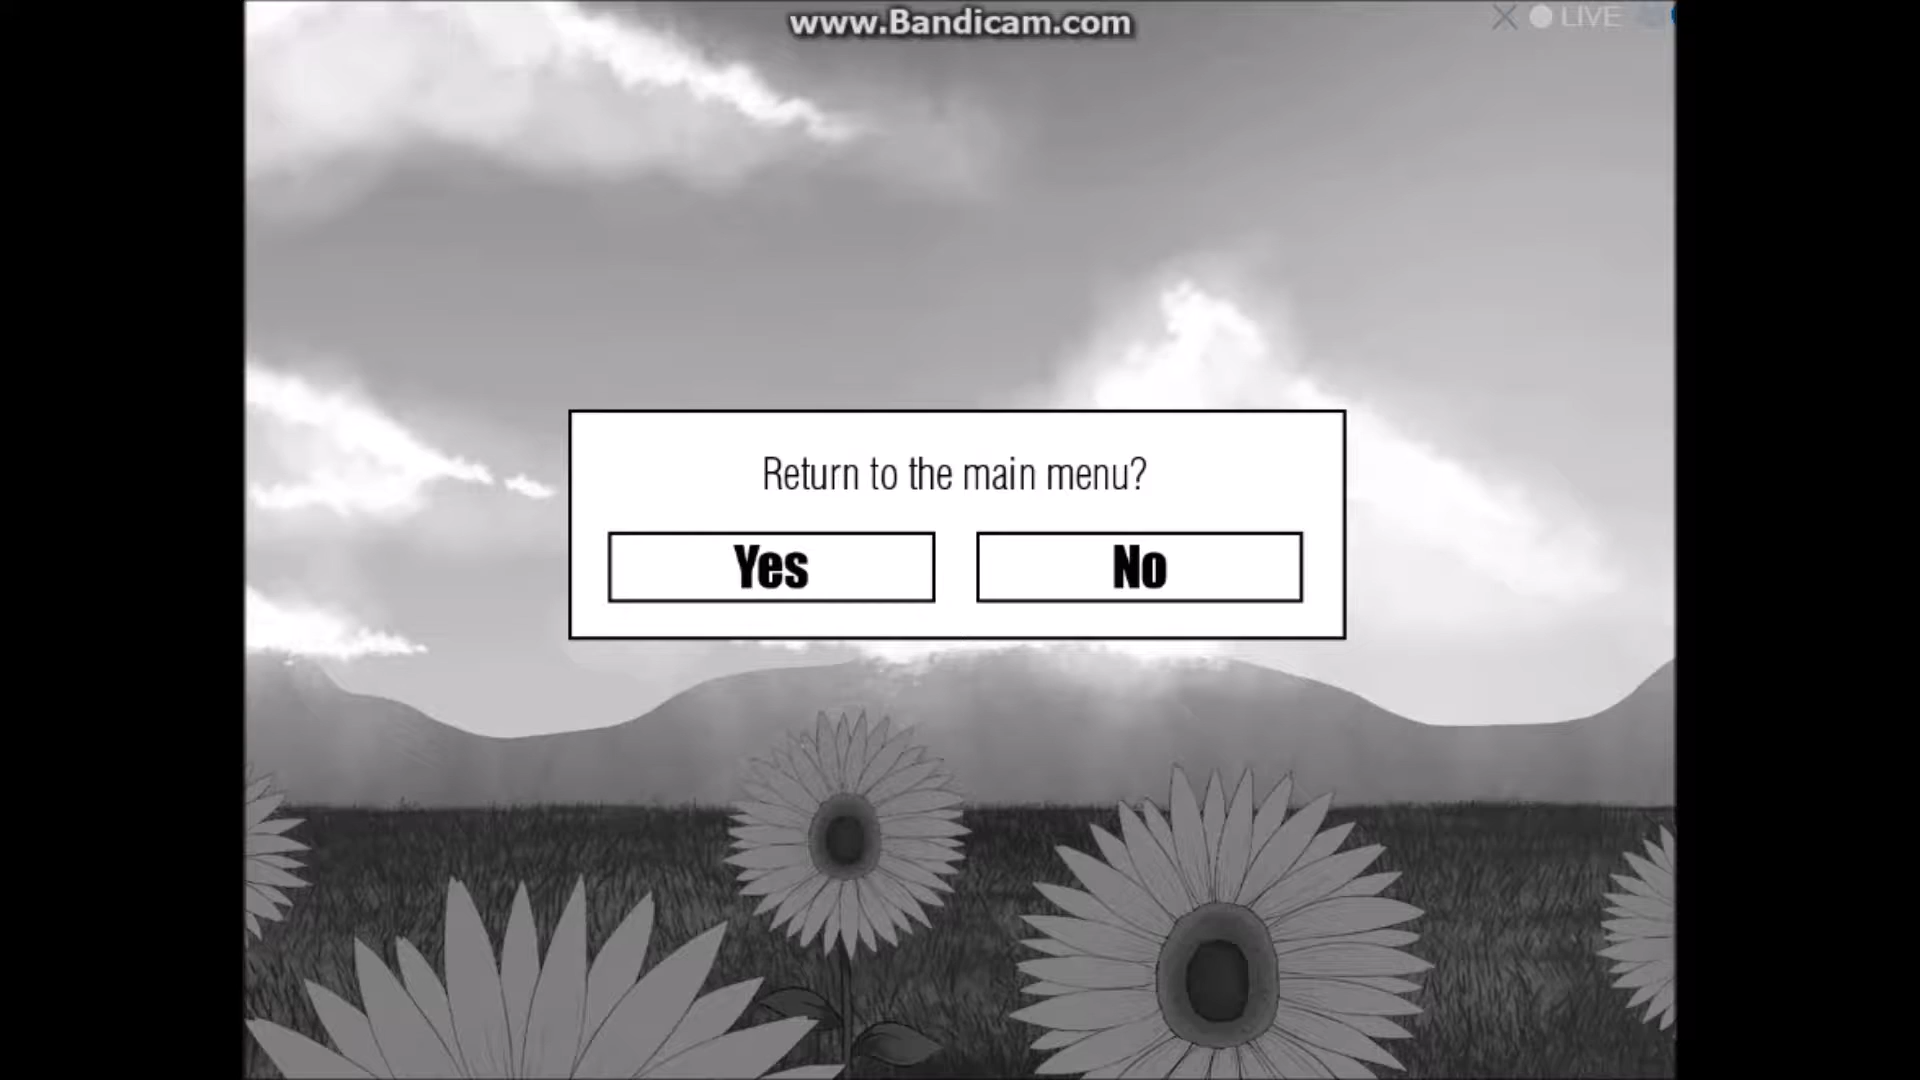 www.Bandicam.com
LIVE
Return to the main menu?
Yes
No